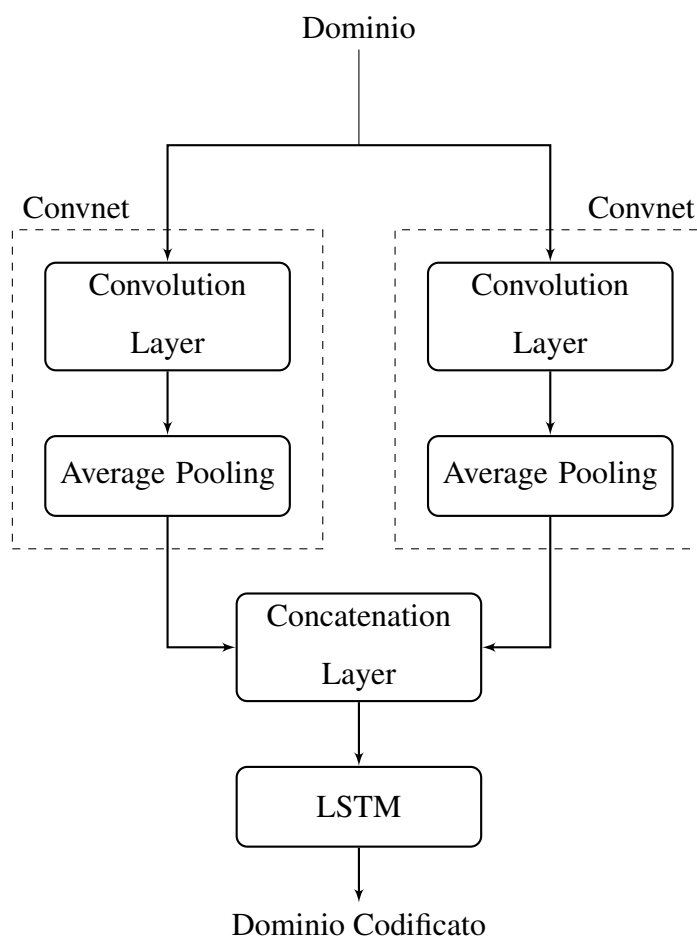 Dominio
Convnet
Convnet
Convolution
Layer
Convolution
Layer
Average Pooling
Average Pooling
Concatenation
Layer
LSTM
Dominio Codificato